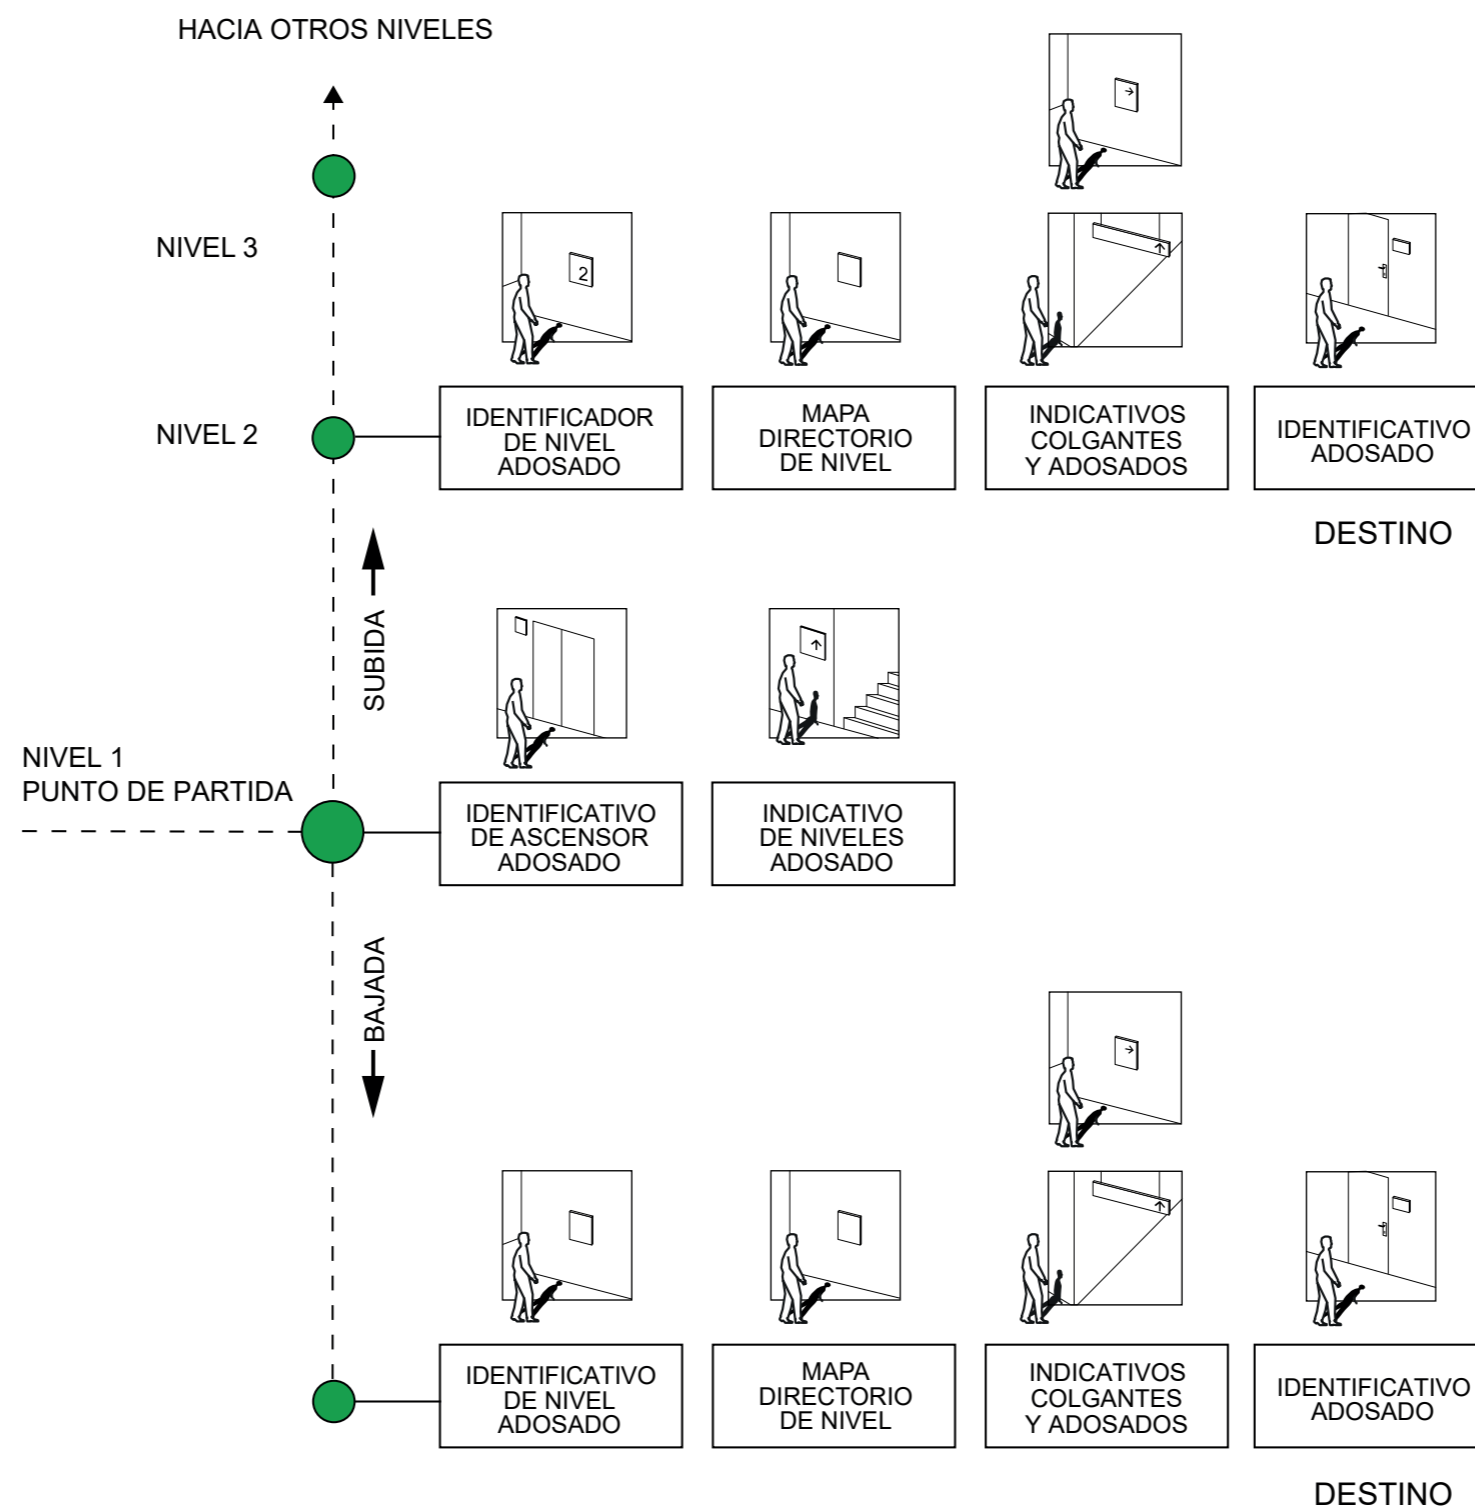 HACIA OTROS NIVELES
NIVEL 3
2
NIVEL 2
IDENTIFICADOR
DE NIVEL
ADOSADO
MAPA
DIRECTORIO
DE NIVEL
INDICATIVOS
COLGANTES
Y ADOSADOS
IDENTIFICATIVO
ADOSADO
DESTINO
SUBIDA
NIVEL 1
PUNTO DE PARTIDA
IDENTIFICATIVO
DE ASCENSOR
ADOSADO
INDICATIVO
DE NIVELES
ADOSADO
BAJADA
IDENTIFICATIVO
DE NIVEL
ADOSADO
MAPA
DIRECTORIO
DE NIVEL
INDICATIVOS
COLGANTES
Y ADOSADOS
IDENTIFICATIVO
ADOSADO
DESTINO